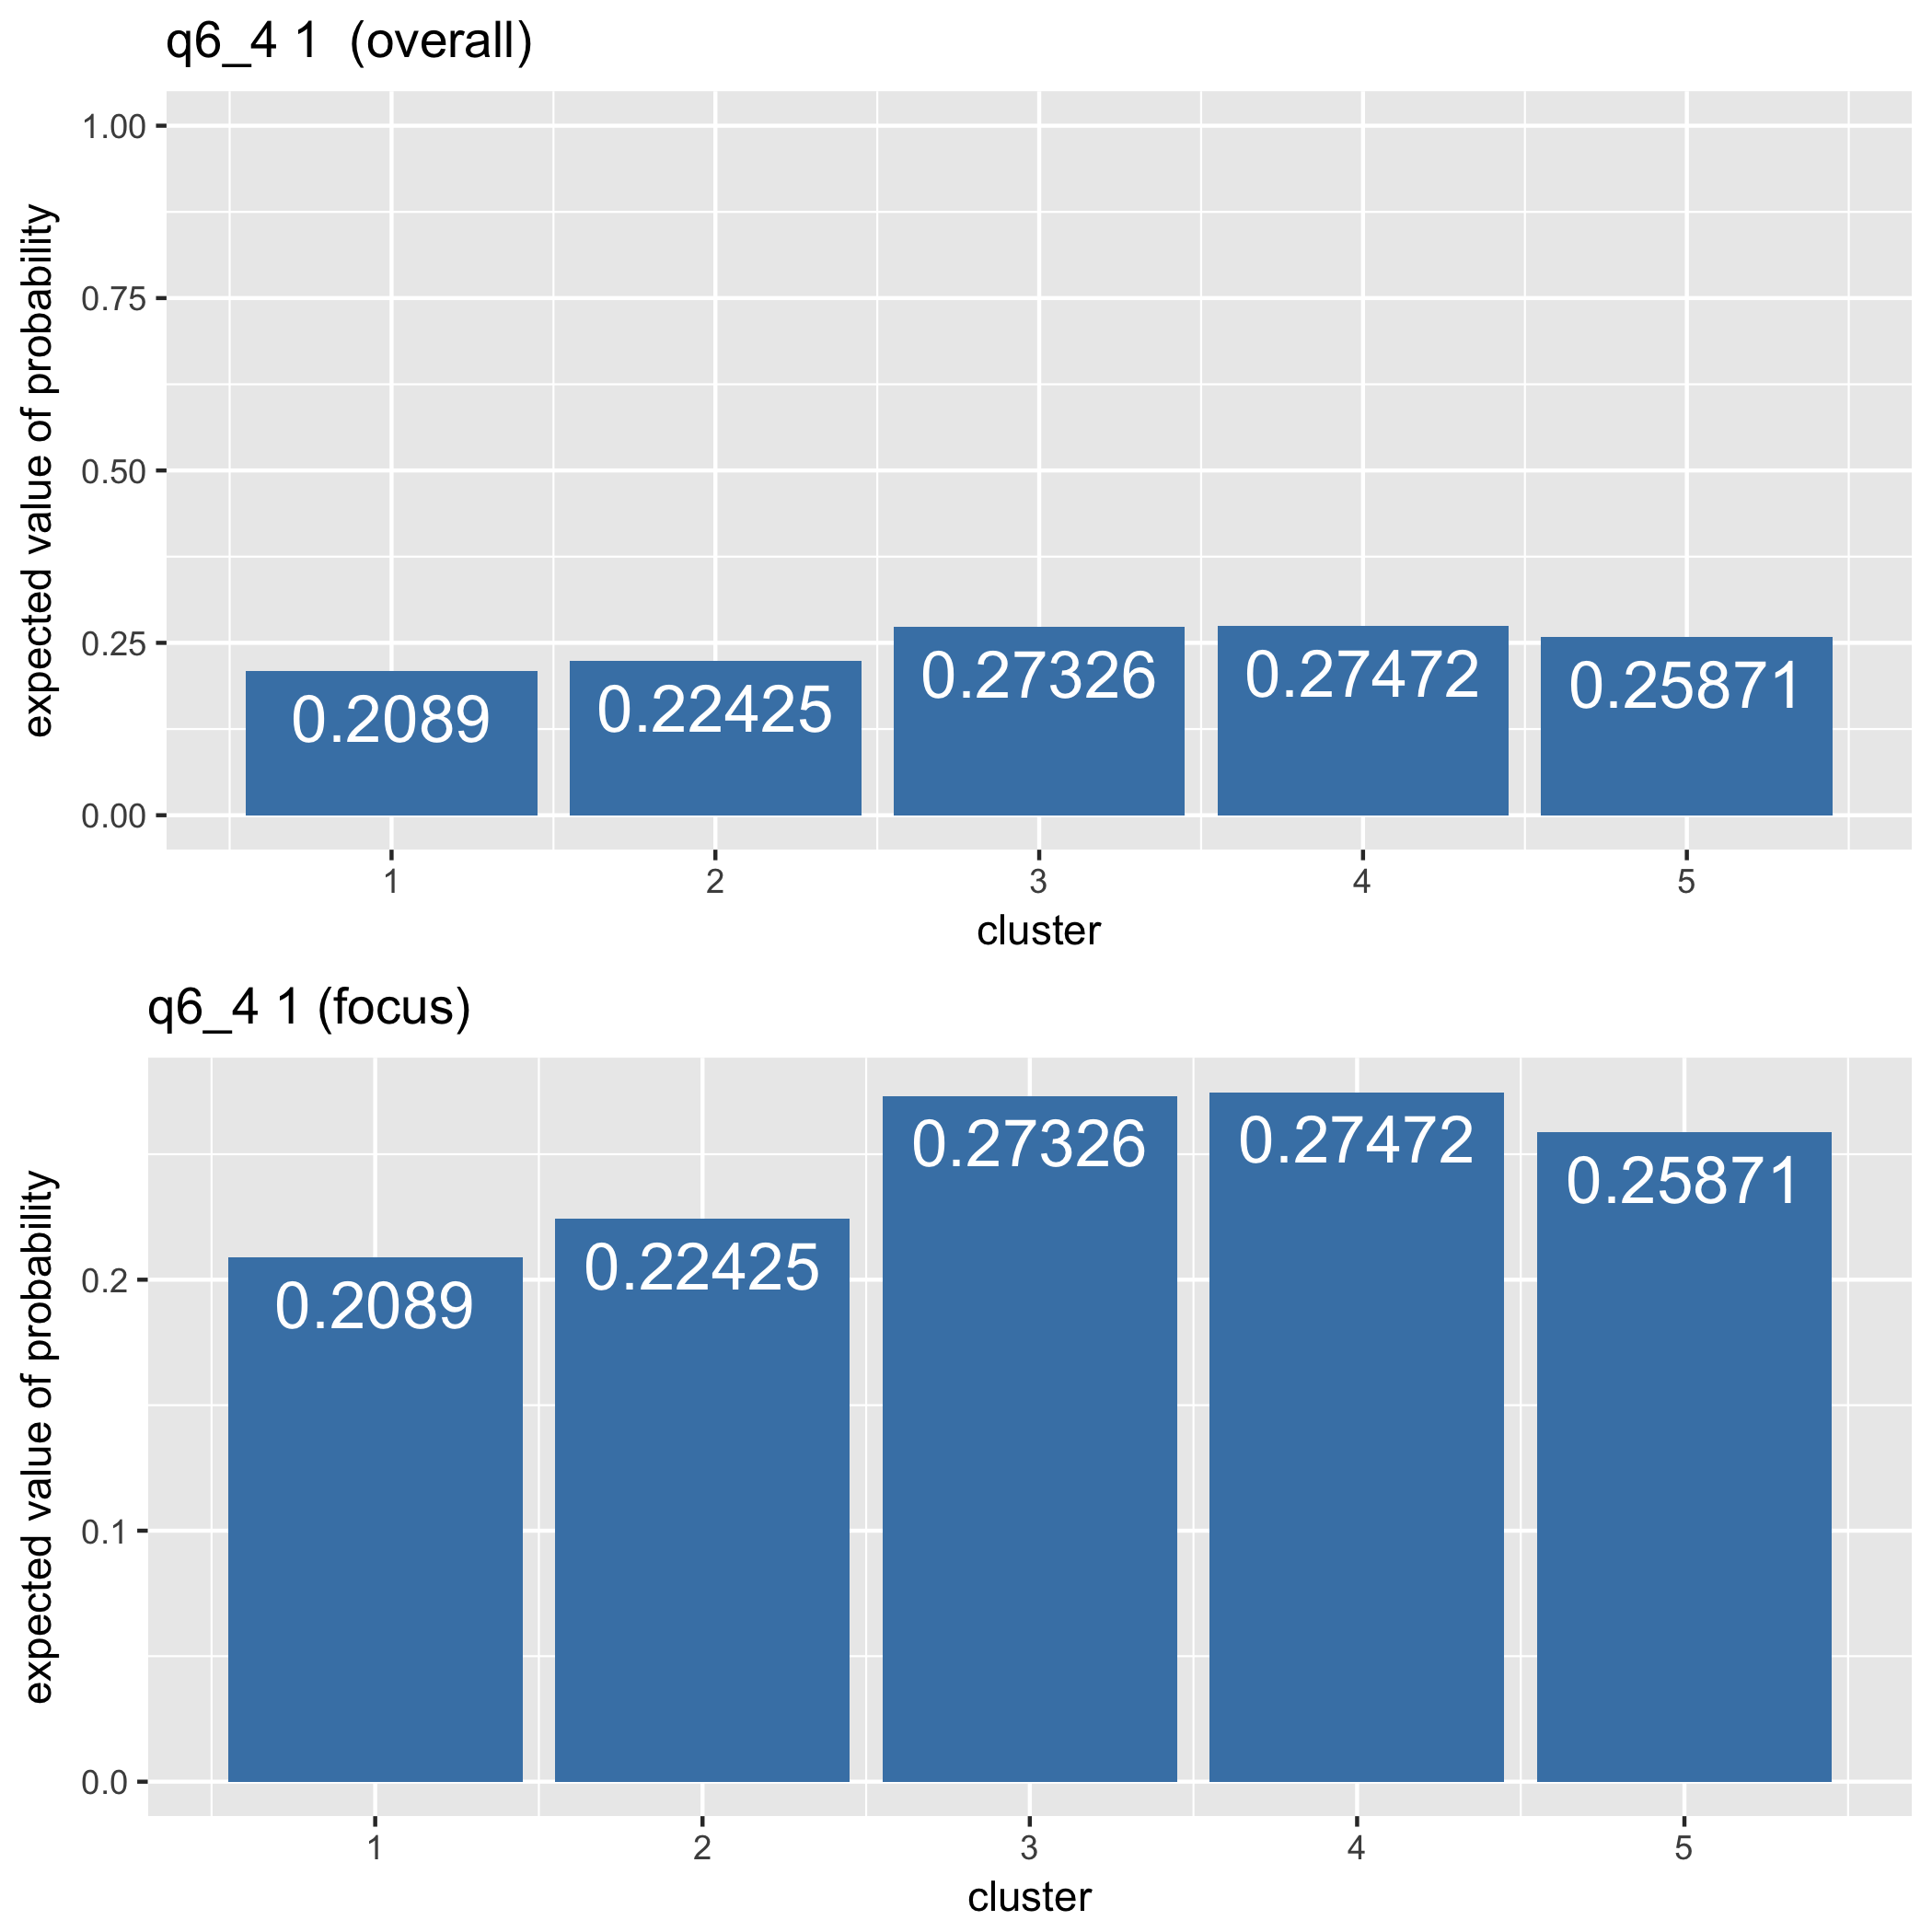 q6_4 1 (overall)
expected value of probability
1.00
0.75
0.50
0.25
0.00
0.2089
0.22425
0.27326
0.27472
0.25871
1 2 3 4 5
cluster
q6_4 1 (focus)
expected value of probability
0.2
0.1
0.0
0.2089
0.22425
0.27326
0.27472
0.25871
1 2 3 4 5
cluster